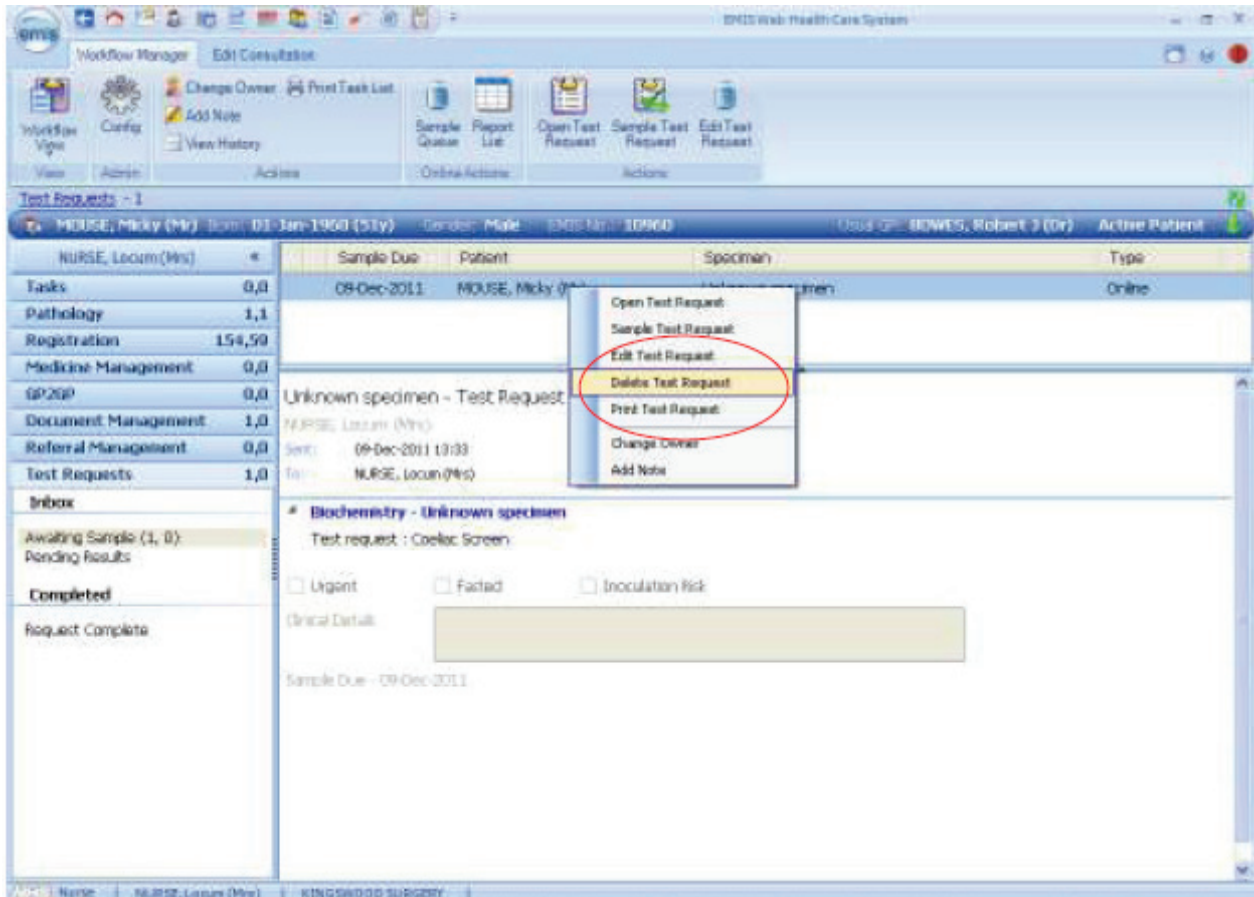 emis
EMIS Web Health Care System
Workflow Manager
Edit Consultation
Workflow View
Config
Change Owner
Add Note
View History
Print Task List
Sample Queue
Report List
Open Test Request
Sample Test Request
Edit Test Request
View
Admin
Actions
Online Actions
Actions
Test Requests - 1
MOUSE, Micky (Mr) Born: 01-Jan-1960 (51y) Gender: Male EMIS Nr: 10960 Usual GP: BOWES, Robert J (Dr) Active Patient
NURSE, Locum (Mrs) «
Tasks 0,0
Pathology 1,1
Registration 154,59
Medicine Management 0,0
GP2GP 0,0
Document Management 1,0
Referral Management 0,0
Test Requests 1,0
Inbox
Awaiting Sample (1, 0)
Pending Results
Completed
Request Complete
Sample Due Patient Specimen Type
09-Dec-2011 MOUSE, Micky Online
Open Test Request
Sample Test Request
Edit Test Request
Delete Test Request
Print Test Request
Change Owner
Add Note
Unknown specimen - Test Request
NURSE, Locum (Mrs)
Sent: 09-Dec-2011 13:33
To: NURSE, Locum (Mrs)
Biochemistry - Unknown specimen
Test request : Coeliac Screen
Urgent Fasted Inoculation Risk
Clinical Details
Sample Due - 09-Dec-2011
Nurse NURSE, Locum (Mrs) KINGSWOOD SURGERY